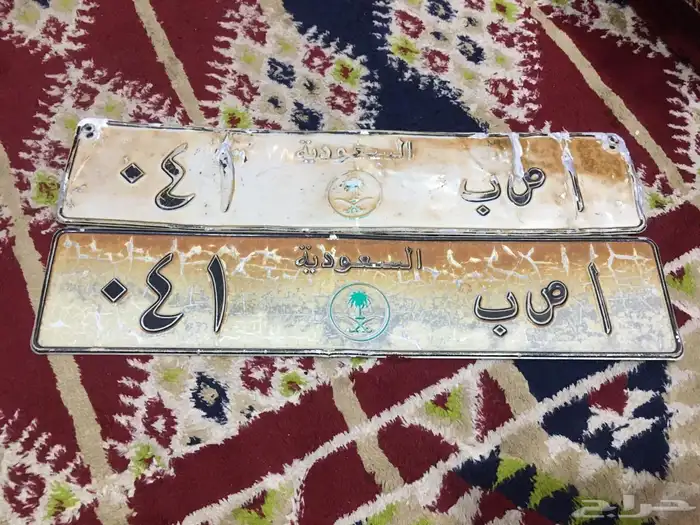 السعودية
ا ص ب ٠٤١
السعودية
ا ص ب ٠٤١
حراج